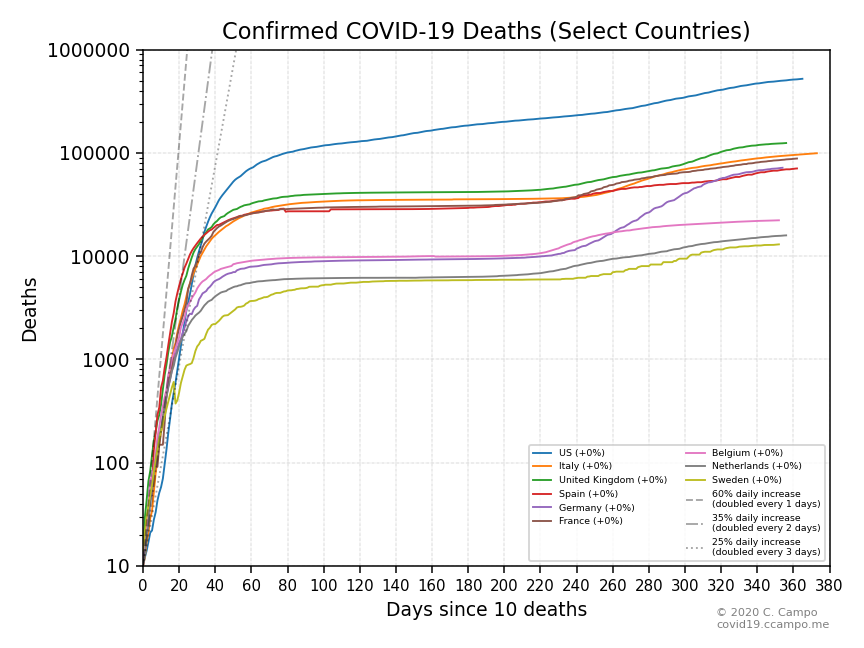 Confirmed COVID-19 Deaths (Select Countries)
1000000
100000
10000
1000
100
10
Deaths
0 20 40 60 80 100 120 140 160 180 200 220 240 260 280 300 320 340 360 380
Days since 10 deaths
US (+0%)
Italy (+0%)
United Kingdom (+0%)
Spain (+0%)
Germany (+0%)
France (+0%)
Belgium (+0%)
Netherlands (+0%)
Sweden (+0%)
60% daily increase
(doubled every 1 days)
35% daily increase
(doubled every 2 days)
25% daily increase
(doubled every 3 days)
© 2020 C. Campo
covid19.ccampo.me